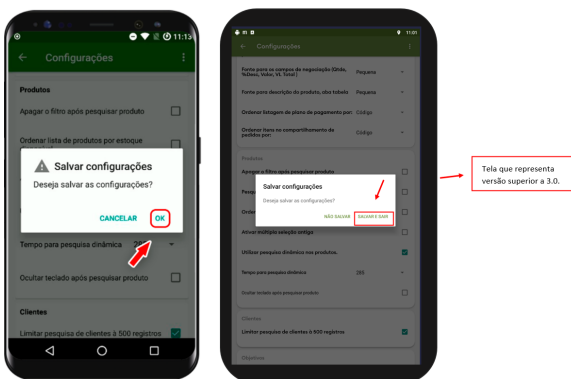 11:13
Configurações
Produtos
Apagar o filtro após pesquisar produto
Ordenar lista de produtos por estoque
Salvar configurações
Deseja salvar as configurações?
CANCELAR OK
Tempo para pesquisa dinâmica
Ocultar teclado após pesquisar produto
Clientes
Limitar pesquisa de clientes à 500 registros
11:01
Configurações
Fonte para os campos de negociação (Qtde, %Desc, Valor, Vl. Total ) Pequena
Fonte para descrição do produto, aba tabela Pequena
Ordenar listagem de plano de pagamento por: Código
Ordenar itens no compartilhamento de
pedidos por: Código
Produtos
Apagar o filtro após pesquisar produto
Salvar configurações
Deseja salvar as configurações?
NÃO SALVAR SALVAR E SAIR
Ativar múltipla seleção antiga
Utilizar pesquisa dinâmica nos produtos.
Tempo para pesquisa dinâmica 285
Ocultar teclado após pesquisar produto
Clientes
Limitar pesquisa de clientes à 500 registros
Objetivos
Tela que representa
versão superior a 3.0.